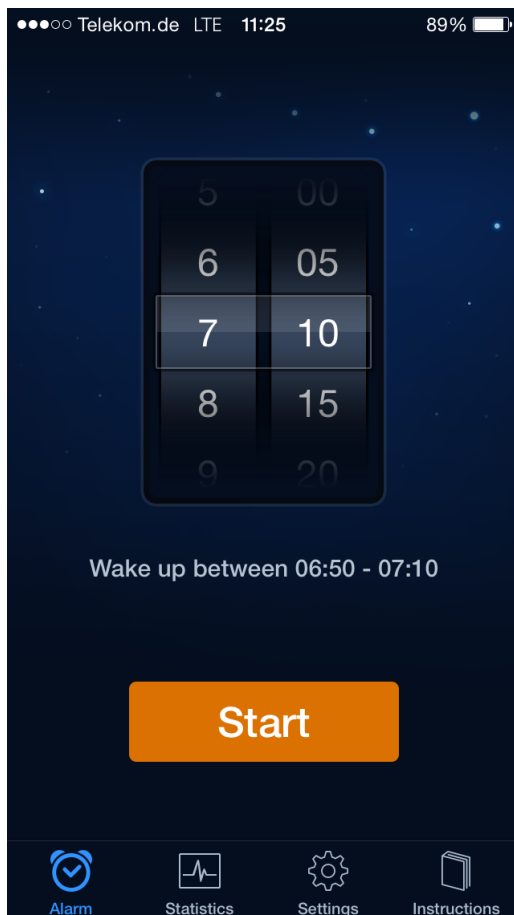 Telekom.de LTE 11:25 89%
5 00
6 05
7 10
8 15
9 20
Wake up between 06:50 - 07:10
Start
Alarm Statistics Settings Instructions